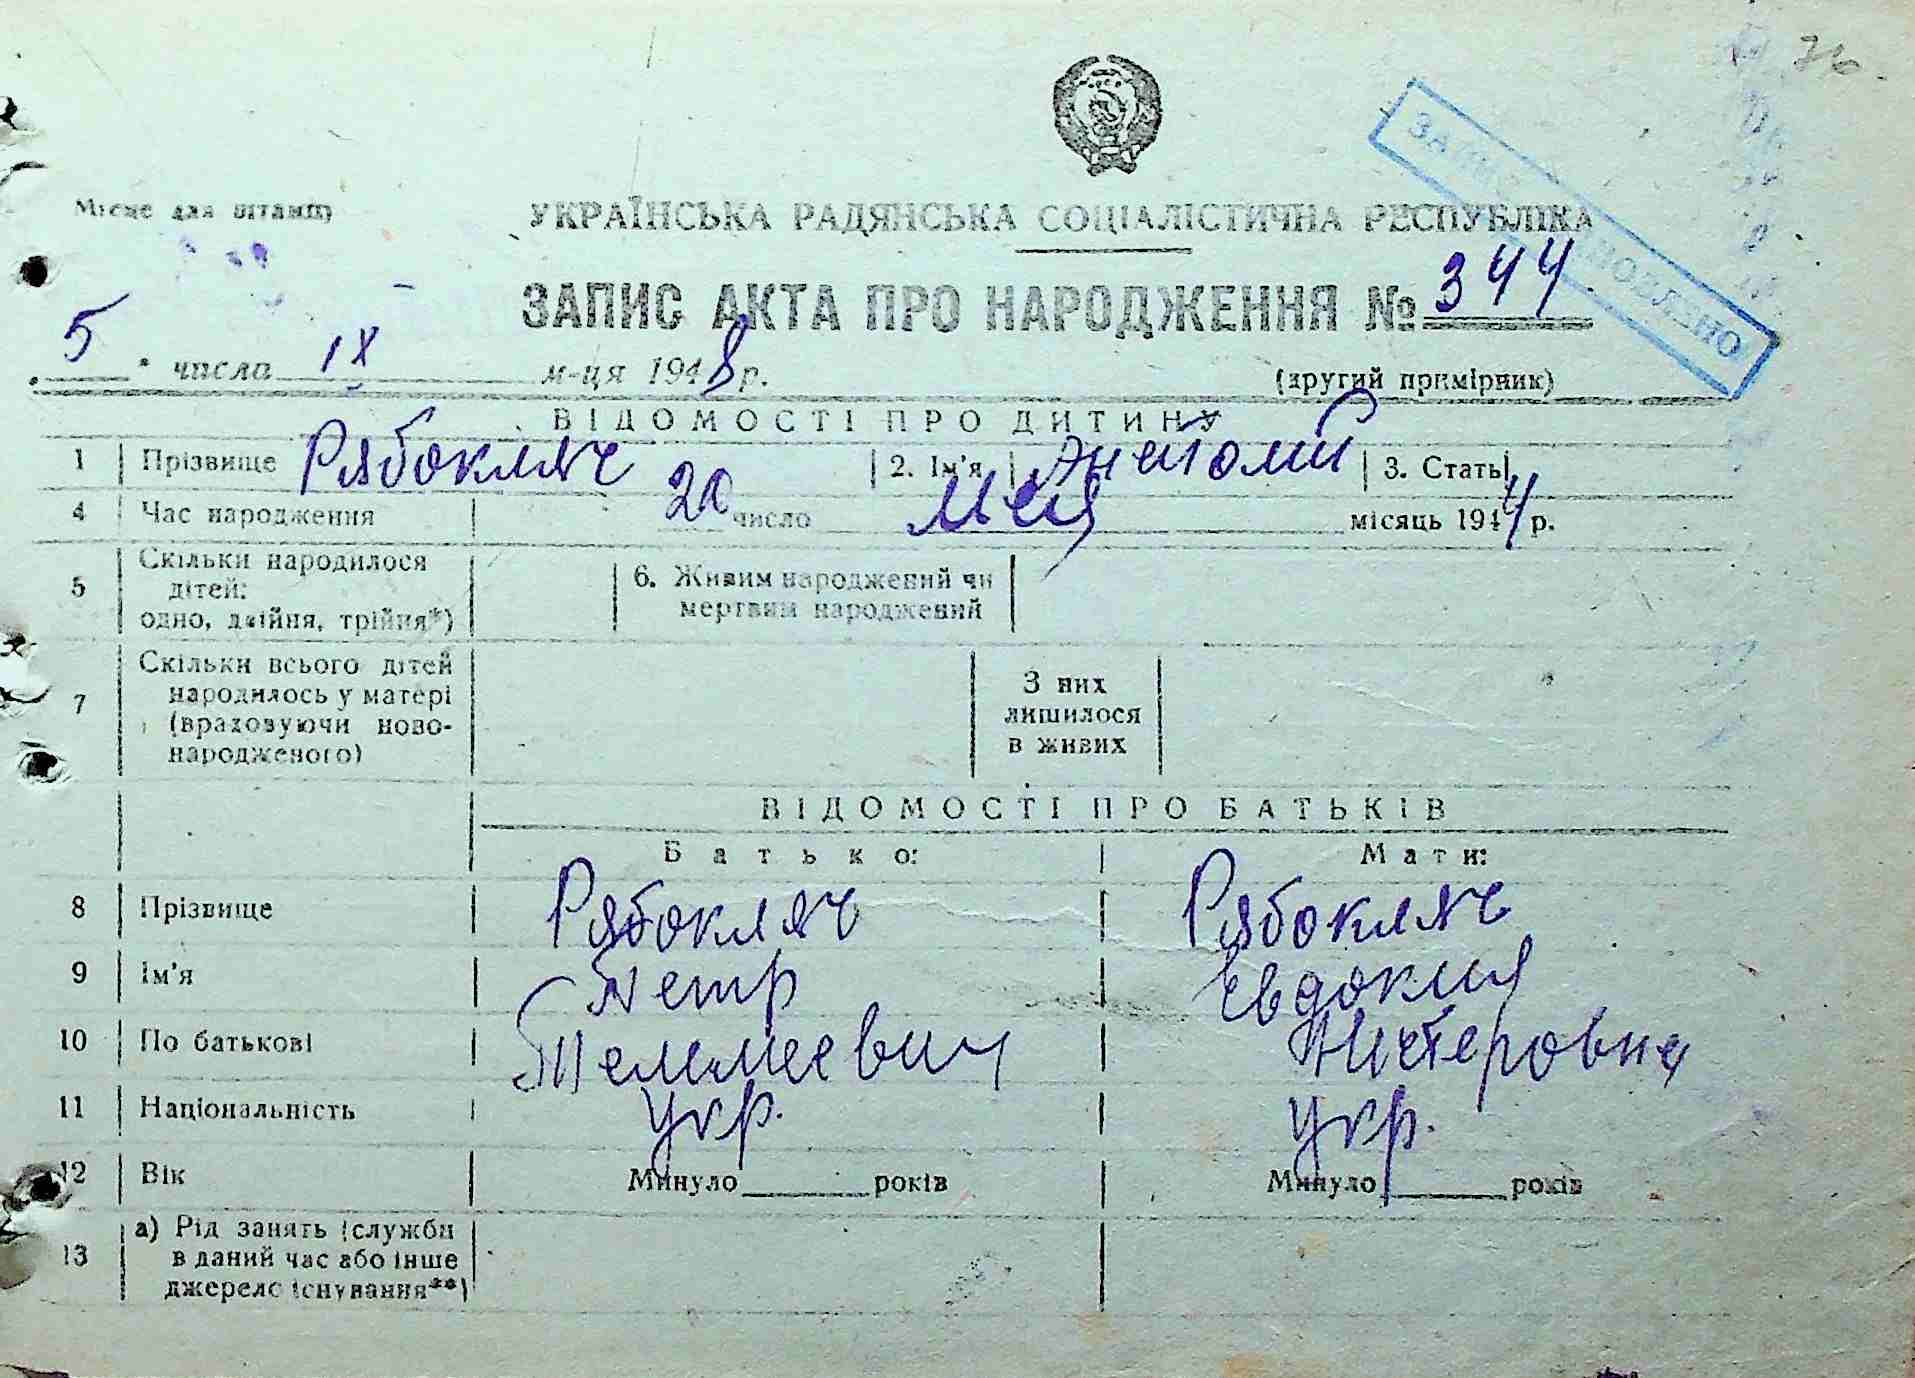 76.
Місце для штампу
УКРАЇНСЬКА РАДЯНСЬКА СОЦІАЛІСТИЧНА РЕСПУБЛІКА
ЗАПИС АКТА ПРО НАРОДЖЕННЯ № 344
5 " числа IX м-ця 1948 р.
(другий примірник)
ВІДОМОСТІ ПРО ДИТИНУ
1 Прізвище Рябокляч 2. Ім'я Анатолий 3. Стать
4 Час народження 20 число Мая місяць 1944 р.
5 Скільки народилося дітей: одно, двійня, трійня*) 6. Живим народжений чи мертвим народжений
7 Скільки всього дітей народилось у матері (враховуючи новонародженого) З них лишилося в живих
ВІДОМОСТІ ПРО БАТЬКІВ
Батько: Мати:
8 Прізвище Рябокляч Рябокляч
9 Ім'я Петр Евдокия
10 По батькові Нистеровна
11 Національність укр. укр.
12 Вік Минуло років Минуло років
13 а) Рід занять (служби в даний час або інше джерело існування**)